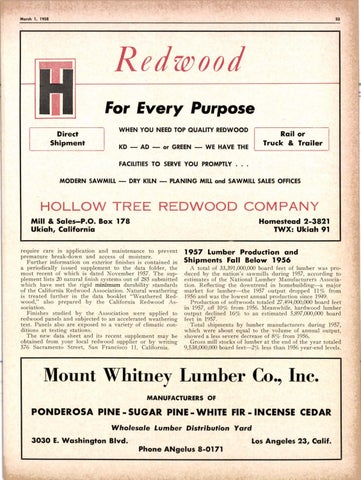 March 1, 1958
53
Redwood
H
For Every Purpose
Direct
Shipment
WHEN YOU NEED TOP QUALITY REDWOOD
KD — AD — or GREEN — WE HAVE THE
FACILITIES TO SERVE YOU PROMPTLY . . .
Rail or
Truck & Trailer
MODERN SAWMILL — DRY KILN — PLANING MILL and SAWMILL SALES OFFICES
HOLLOW TREE REDWOOD COMPANY
Mill & Sales—P.O. Box 178
Ukiah, California
Homestead 2-3821
TWX: Ukiah 91
require care in application and maintenance to prevent
premature break-down and access of moisture.
Further information on exterior finishes is contained in
a periodically issued supplement to the data folder, the
most recent of which is dated November 1957. The sup-
plement lists 20 natural finish systems out of 285 submitted
which have met the rigid minimum durability standards
of the California Redwood Association. Natural weathering
is treated further in the data booklet "Weathered Red-
wood," also prepared by the California Redwood As-
sociation.
Finishes studied by the Association were applied to
redwood panels and subjected to an accelerated weathering
test. Panels also are exposed to a variety of climatic con-
ditions at testing stations.
The new data sheet and its recent supplement may be
obtained from your local redwood supplier or by writing
576 Sacramento Street, San Francisco 11, California.
1957 Lumber Production and
Shipments Fall Below 1956
A total of 33,391,000,000 board feet of lumber was pro-
duced by the nation's sawmills during 1957, according to
estimates of the National Lumber Manufacturers Associa-
tion. Reflecting the downtrend in homebuilding—a major
market for lumber—the 1957 output dropped 11% from
1956 and was the lowest annual production since 1949.
Production of softwoods totaled 27,494,000,000 board feet
in 1957, off 10% from 1956. Meanwhile, hardwood lumber
output declined 16% to an estimated 5,897,000,000 board
feet in 1957.
Total shipments by lumber manufacturers during 1957,
which were about equal to the volume of annual output,
showed a less severe decrease of 8% from 1956.
Gross mill stocks of lumber at the end of the year totaled
9,538,000,000 board feet—2% less than 1956 year-end levels.
Mount Whitney Lumber Co., Inc.
MANUFACTURERS OF
PONDEROSA PINE - SUGAR PINE - WHITE FIR - INCENSE CEDAR
Wholesale Lumber Distribution Yard
3030 E. Washington Blvd.
Los Angeles 23, Calif.
Phone ANgelus 8-0171